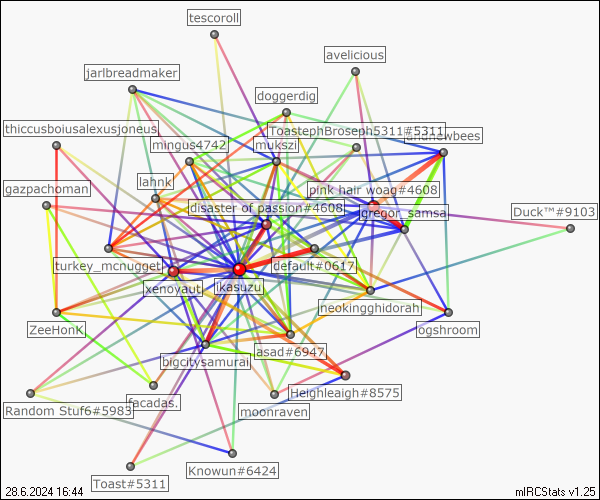 tescoroll
avelicious
jarlbreadmaker
doggerdig
thiccusboiusalexusjoneus
ToastephBroseph5311#5311
andrewbees
mingus4742
mukszi
lahnk
gazpachoman
pink hair woag#4608
disaster of passion#4608
gregor_samsa
Duck™#9103
turkey_mcnugget
default#0617
xenoyaut
ikasuzu
neokingghidorah
ZeeHonk
ogshroom
asad#6947
bigcitysamurai
Heighleaigh#8575
facadas.
Random Stuf6#5983
moonraven
Knowun#6424
Toast#5311
28.6.2024 16:44
mIRCStats v1.25